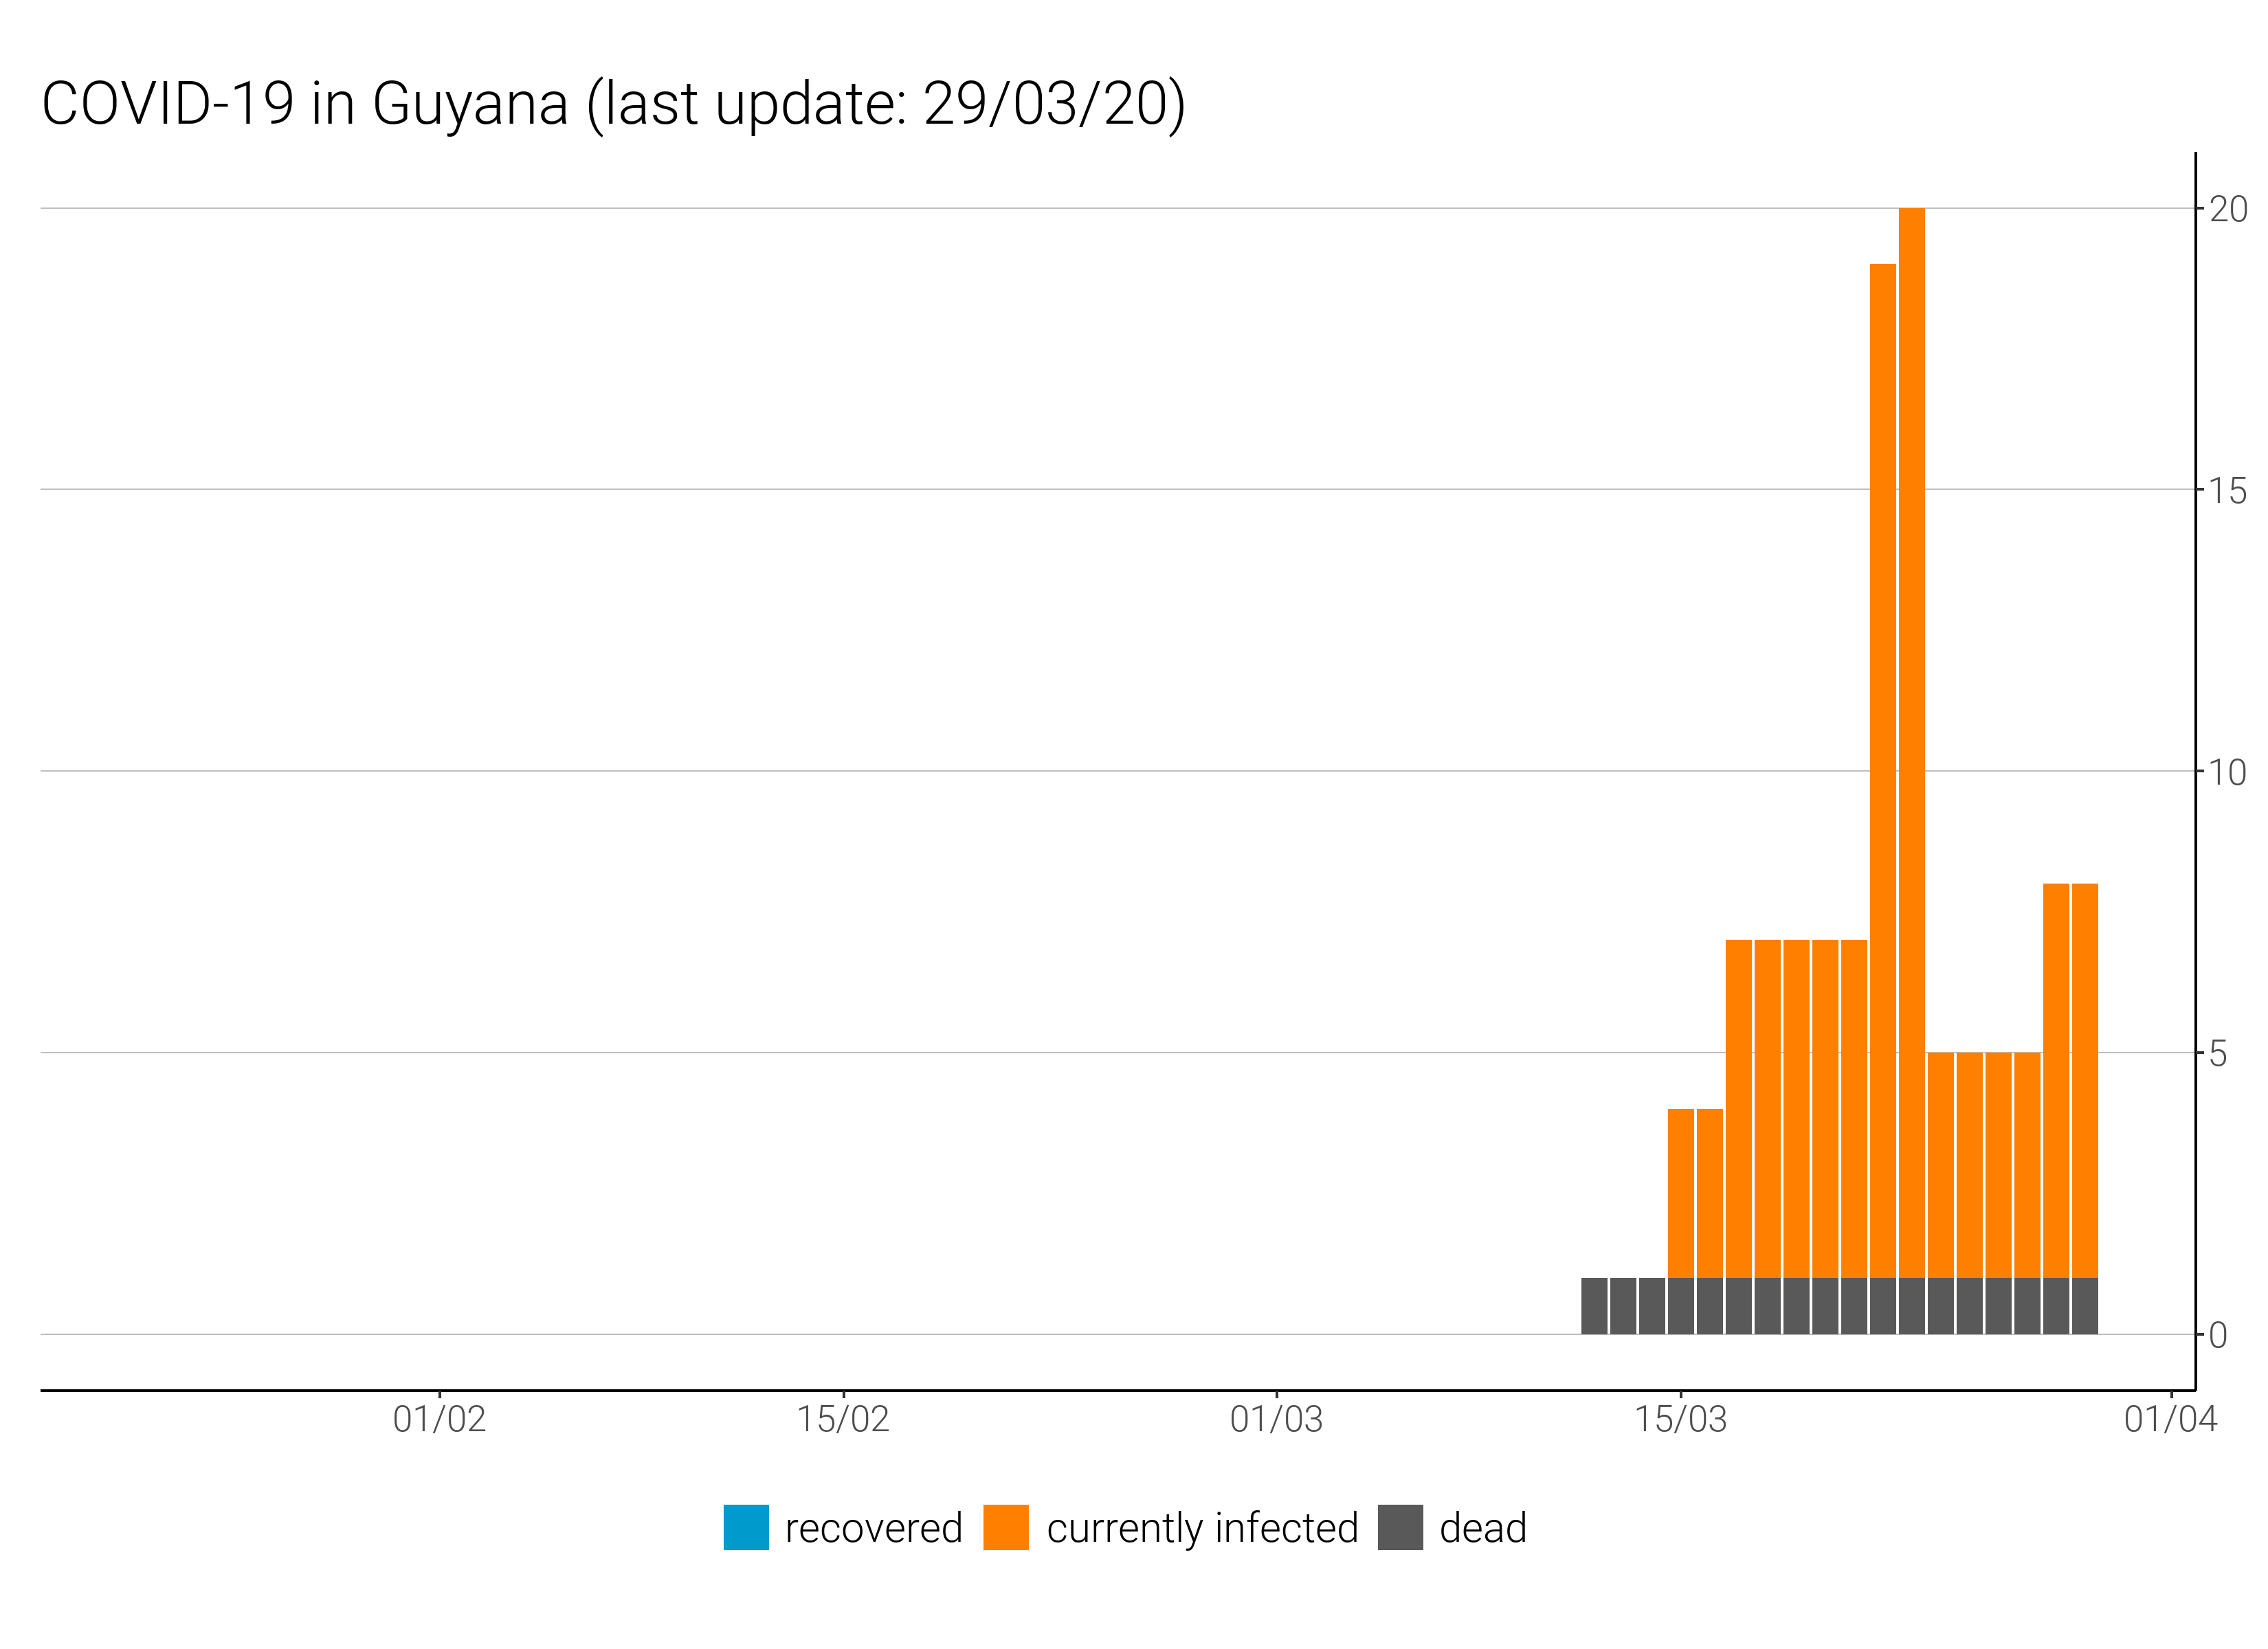 COVID-19 in Guyana (last update: 29/03/20)
20
15
10
5
0
01/02 15/02 01/03 15/03 01/04
recovered currently infected dead